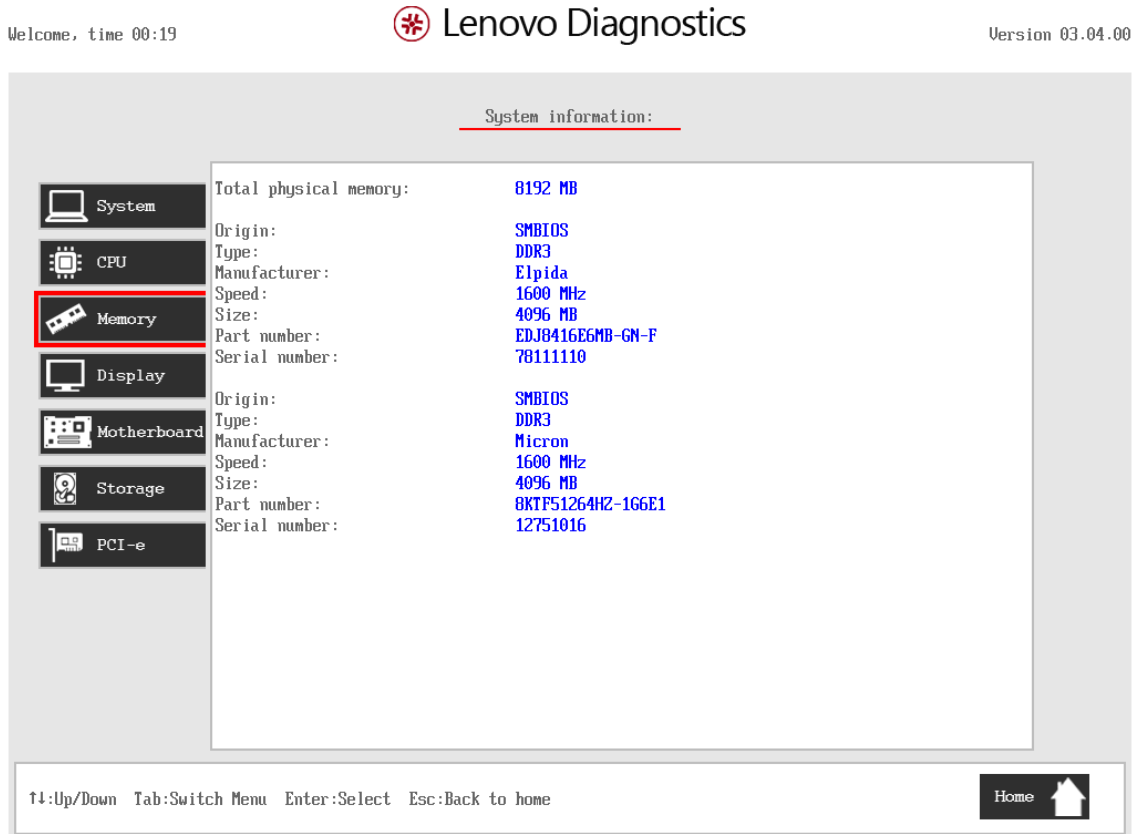 Welcome, time 00:19
Lenovo Diagnostics
Version 03.04.00
System information:
System
CPU
Memory
Display
Motherboard
Storage
PCI-e
Total physical memory: 8192 MB
Origin: SMBIOS
Type: DDR3
Manufacturer: Elpida
Speed: 1600 MHz
Size: 4096 MB
Part number: EDJ8416E6MB-GN-F
Serial number: 78111110
Origin: SMBIOS
Type: DDR3
Manufacturer: Micron
Speed: 1600 MHz
Size: 4096 MB
Part number: 8KTF51264HZ-1G6E1
Serial number: 12751016
↑↓:Up/Down Tab:Switch Menu Enter:Select Esc:Back to home
Home